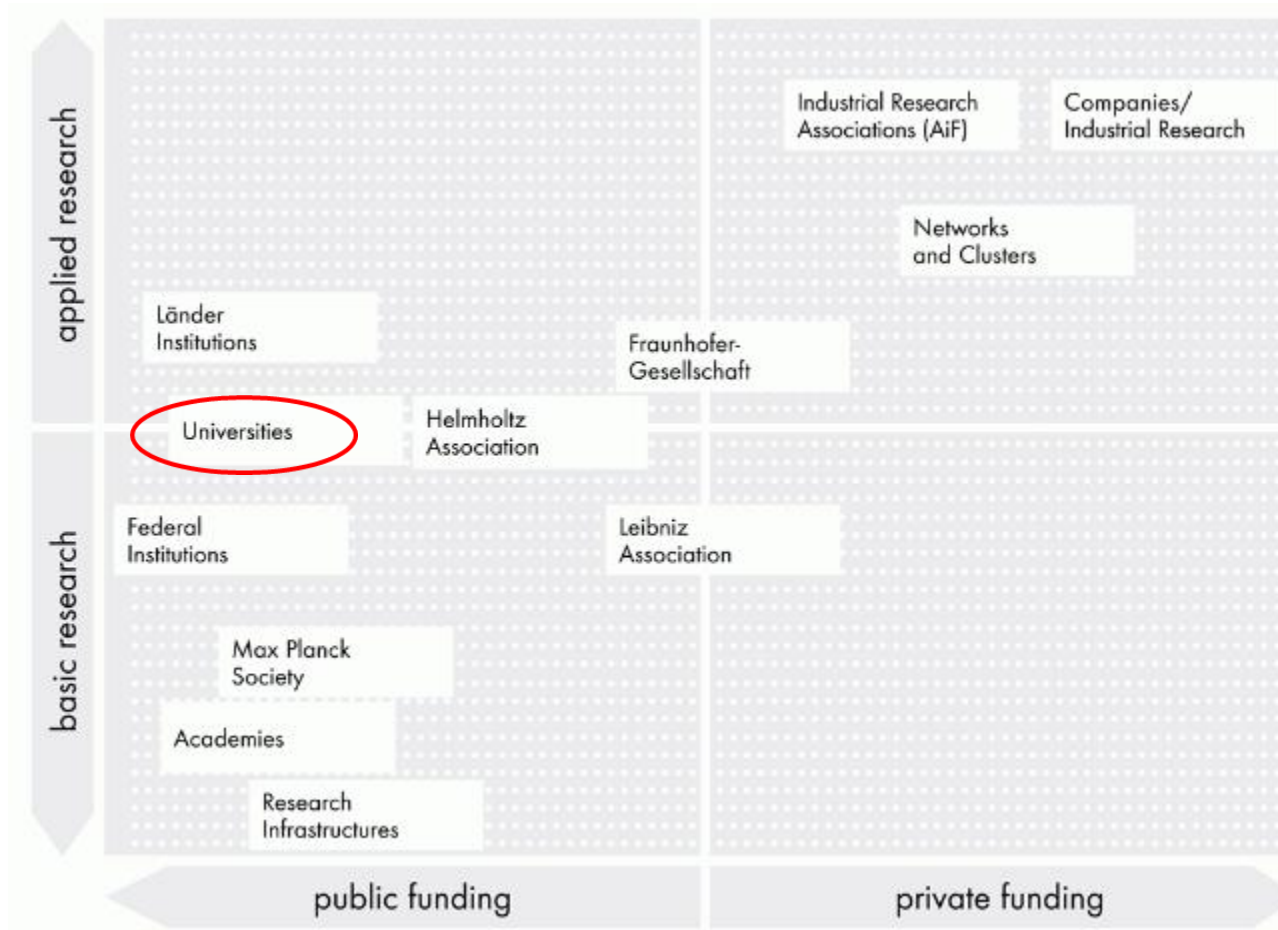 applied research
basic research
Industrial Research
Associations (AiF)
Companies/
Industrial Research
Networks
and Clusters
Länder
Institutions
Fraunhofer-
Gesellschaft
Universities
Helmholtz
Association
Federal
Institutions
Leibniz
Association
Max Planck
Society
Academies
Research
Infrastructures
public funding
private funding